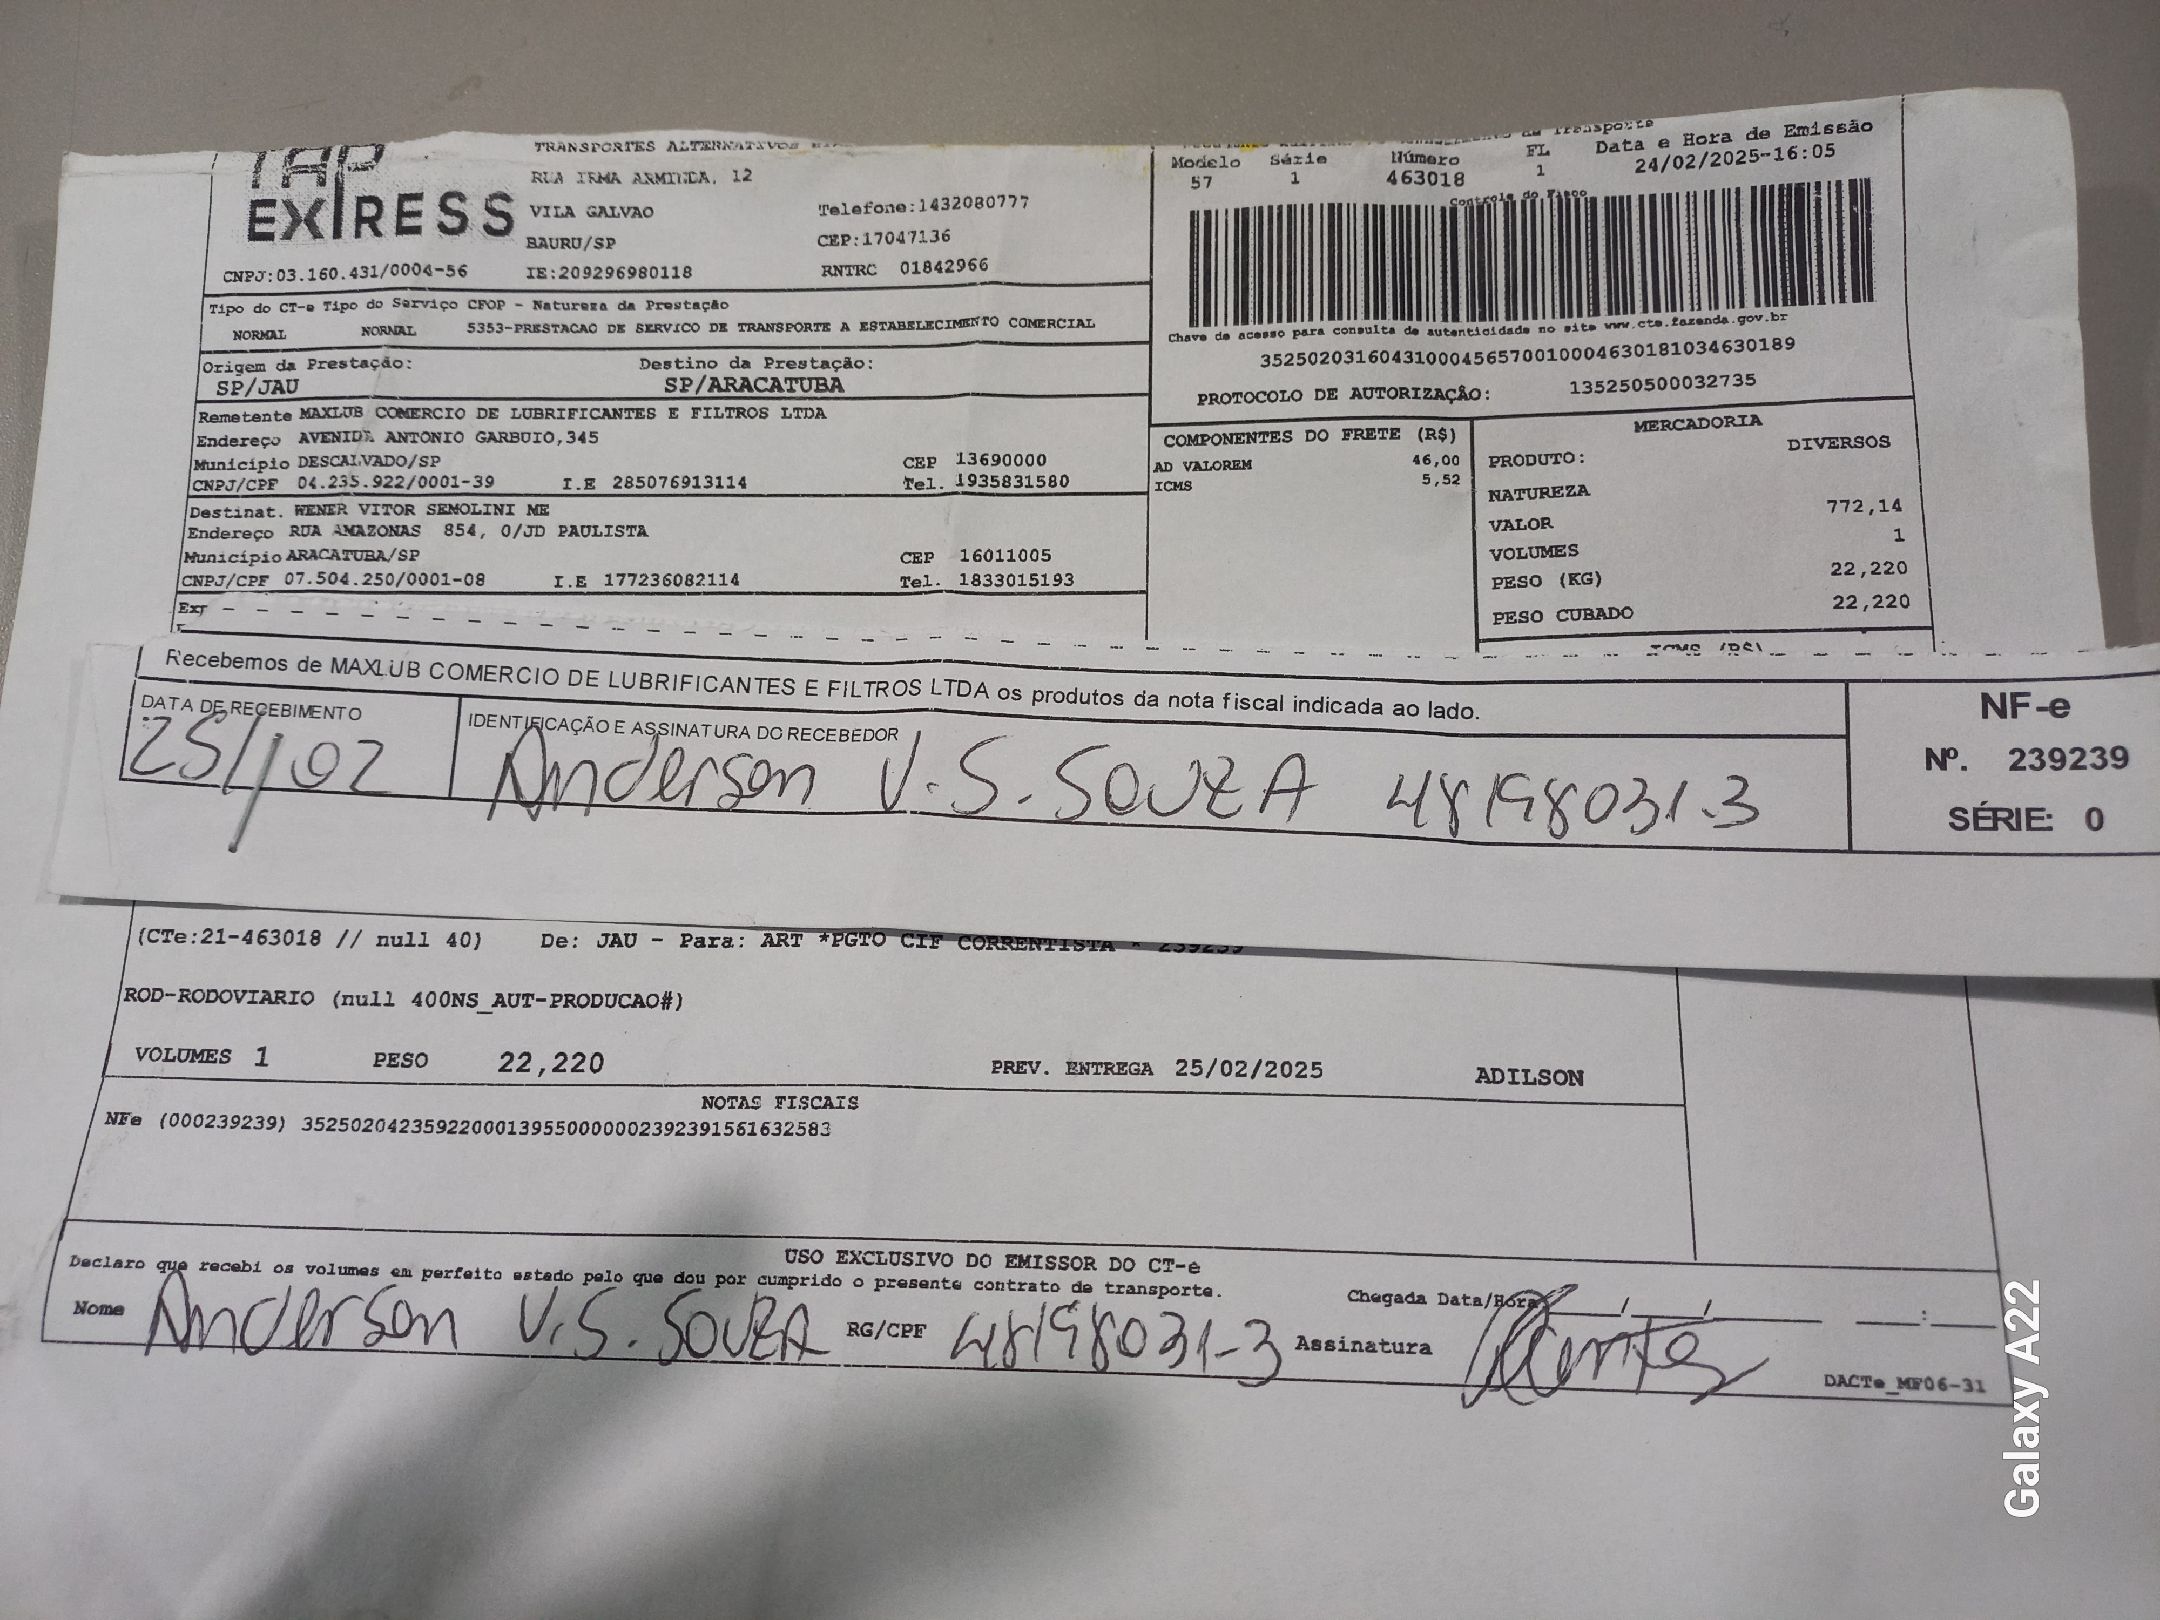 TAP
EXPRESS
TRANSPORTES ALTERNATIVOS
RUA IRMA ARMINDA, 12
VILA GALVAO
Telefone:1432080777
BAURU/SP
CEP:17047136
CNPJ:03.160.431/0004-56
IE:209296980118
RNTRC 01842966
Tipo do CT-e Tipo do Serviço CFOP - Natureza da Prestação
NORMAL NORMAL 5353-PRESTACAO DE SERVICO DE TRANSPORTE A ESTABELECIMENTO COMERCIAL
Origem da Prestação: Destino da Prestação:
SP/JAU SP/ARACATUBA
Remetente MAXLUB COMERCIO DE LUBRIFICANTES E FILTROS LTDA
Endereço AVENIDA ANTONIO GARBUIO,345
Município DESCALVADO/SP CEP 13690000
CNPJ/CPF 04.235.922/0001-39 I.E 285076913114 Tel. 1935831580
Destinat. WENER VITOR SEMOLINI ME
Endereço RUA AMAZONAS 854, 0/JD PAULISTA
Município ARACATUBA/SP CEP 16011005
CNPJ/CPF 07.504.250/0001-08 I.E 177236082114 Tel. 1833015193
de Transporte
Modelo Série Número FL Data e Hora de Emissão
57 1 463018 1 24/02/2025-16:05
Controle do Fisco
Chave de acesso para consulta de autenticidade no site www.cte.fazenda.gov.br
35250203160431000456570010004630181034630189
PROTOCOLO DE AUTORIZAÇÃO: 135250500032735
COMPONENTES DO FRETE (R$)
AD VALOREM 46,00
ICMS 5,52
MERCADORIA
PRODUTO: DIVERSOS
NATUREZA
VALOR 772,14
VOLUMES 1
PESO (KG) 22,220
PESO CUBADO 22,220
ICMS (R$)
Recebemos de MAXLUB COMERCIO DE LUBRIFICANTES E FILTROS LTDA os produtos da nota fiscal indicada ao lado.
DATA DE RECEBIMENTO
25/02
IDENTIFICAÇÃO E ASSINATURA DO RECEBEDOR
Anderson V.S. SOUZA 48198031-3
NF-e
Nº. 239239
SÉRIE: 0
(CTe:21-463018 // null 40) De: JAU - Para: ART *PGTO CIF CORRENTISTA * 239239
ROD-RODOVIARIO (null 400NS_AUT-PRODUCAO#)
VOLUMES 1 PESO 22,220 PREV. ENTREGA 25/02/2025 ADILSON
NOTAS FISCAIS
NFe (000239239) 35250204235922000139550000002392391561632583
USO EXCLUSIVO DO EMISSOR DO CT-e
Declaro que recebi os volumes em perfeito estado pelo que dou por cumprido o presente contrato de transporte.
Nome Anderson V.S. SOUZA RG/CPF 48198031-3 Assinatura
Chegada Data/Hora
DACTe_MF06-31
Galaxy A22